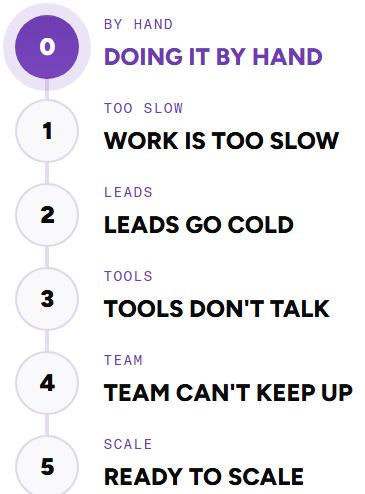 BY HAND
0
DOING IT BY HAND
TOO SLOW
1
WORK IS TOO SLOW
LEADS
2
LEADS GO COLD
TOOLS
3
TOOLS DON'T TALK
TEAM
4
TEAM CAN'T KEEP UP
SCALE
5
READY TO SCALE